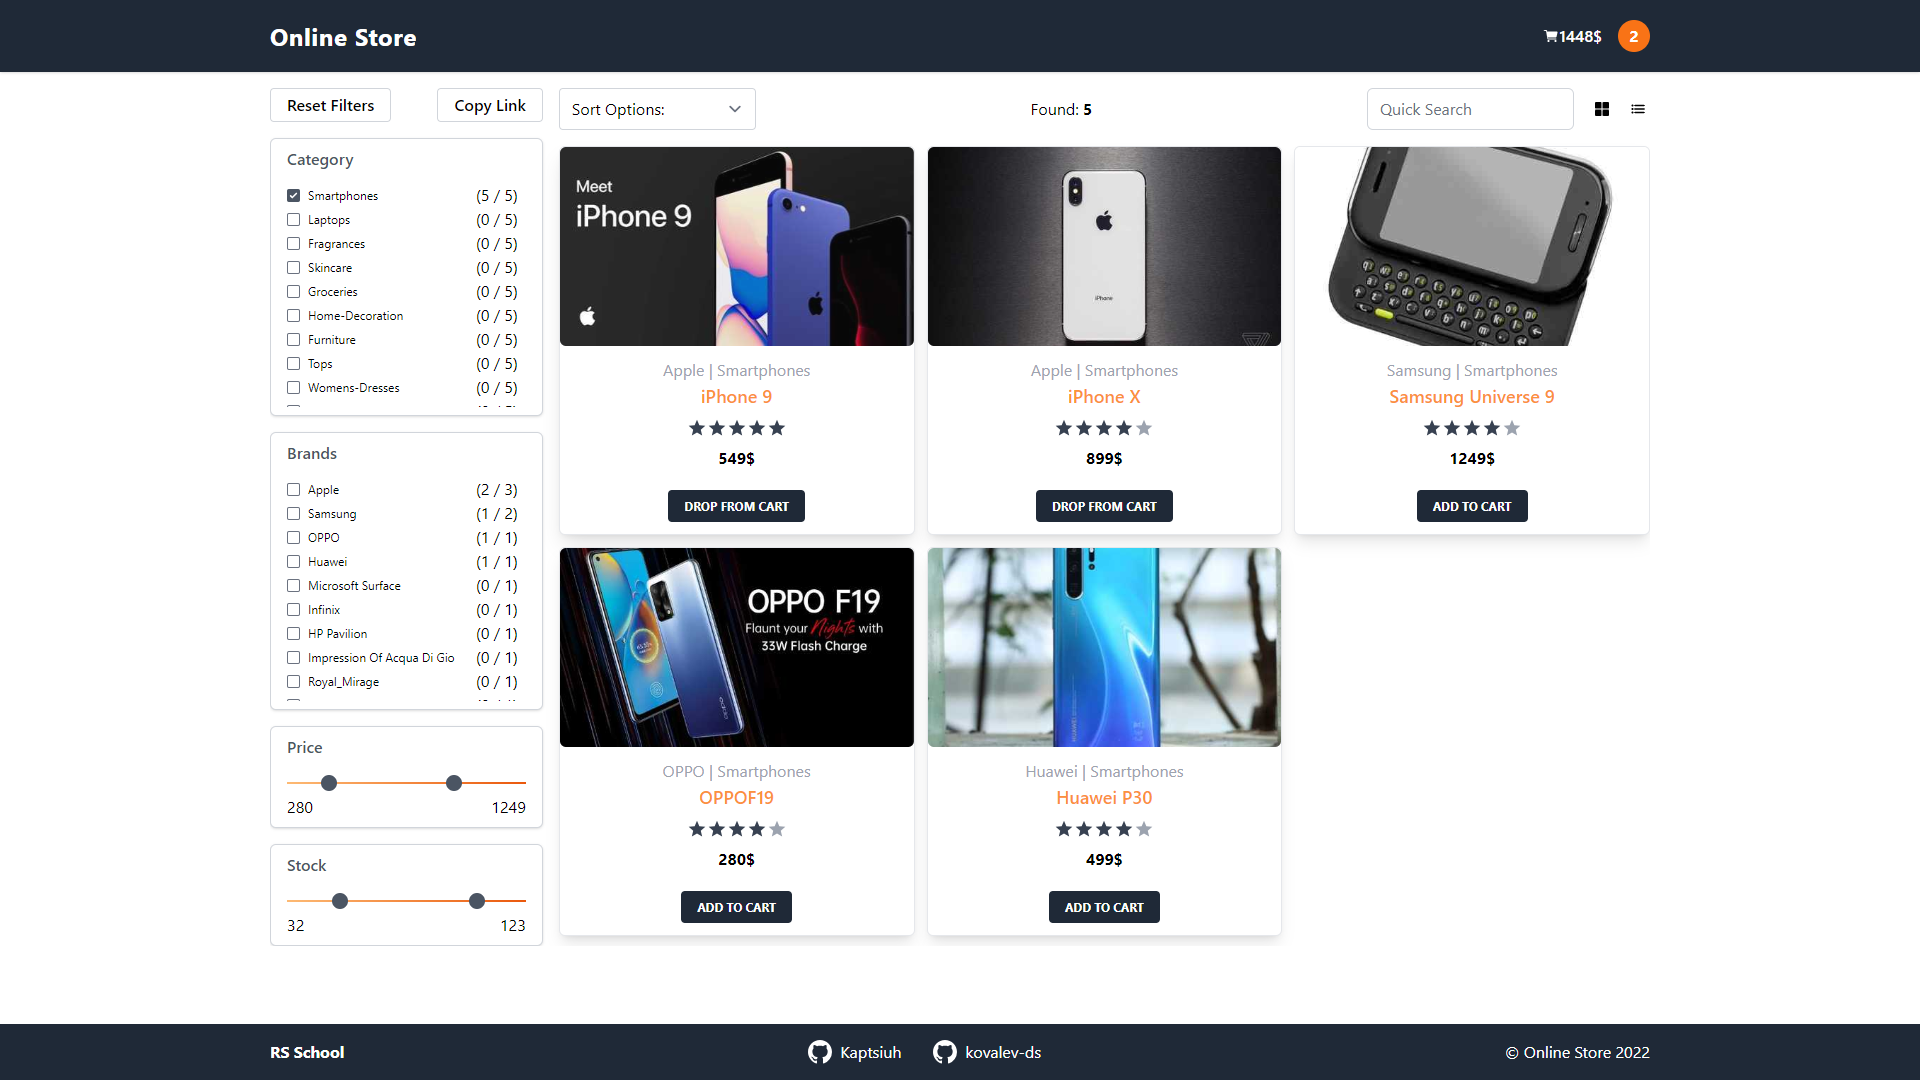 Online Store
1448$
2
Reset Filters
Copy Link
Sort Options:
Found: 5
Quick Search
Category
Smartphones (5 / 5)
Laptops (0 / 5)
Fragrances (0 / 5)
Skincare (0 / 5)
Groceries (0 / 5)
Home-Decoration (0 / 5)
Furniture (0 / 5)
Tops (0 / 5)
Womens-Dresses (0 / 5)
Brands
Apple (2 / 3)
Samsung (1 / 2)
OPPO (1 / 1)
Huawei (1 / 1)
Microsoft Surface (0 / 1)
Infinix (0 / 1)
HP Pavilion (0 / 1)
Impression Of Acqua Di Gio (0 / 1)
Royal_Mirage (0 / 1)
Price
280 1249
Stock
32 123
Meet
iPhone 9
Apple | Smartphones
iPhone 9
549$
DROP FROM CART
iPhone
Apple | Smartphones
iPhone X
899$
DROP FROM CART
Samsung | Smartphones
Samsung Universe 9
1249$
ADD TO CART
OPPO F19
Flaunt your Nights with
33W Flash Charge
oppo
OPPO | Smartphones
OPPOF19
280$
ADD TO CART
HUAWEI
Huawei | Smartphones
Huawei P30
499$
ADD TO CART
RS School
Kaptsiuh
kovalev-ds
© Online Store 2022